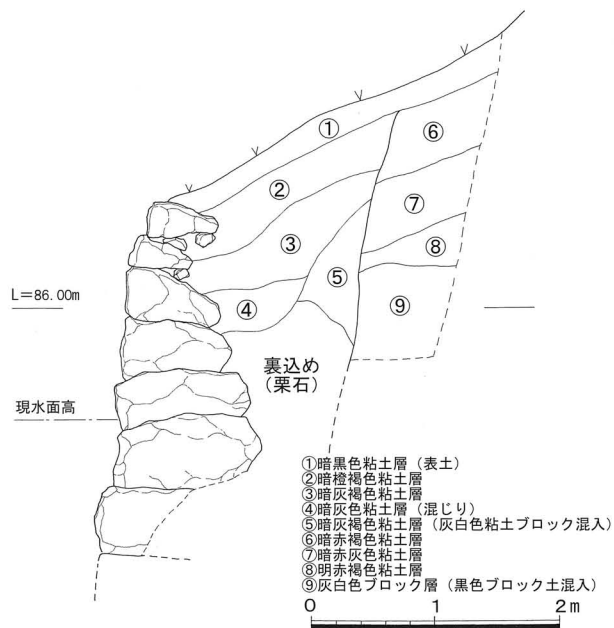 ①
⑥
②
⑦
③
⑧
⑤
L＝86.00m
④
⑨
裏込め
(栗石)
現水面高
①暗黒色粘土層（表土）
②暗橙褐色粘土層
③暗灰褐色粘土層
④暗灰色粘土層（混じり）
⑤暗灰褐色粘土層（灰白色粘土ブロック混入）
⑥暗赤褐色粘土層
⑦暗赤灰色粘土層
⑧明赤褐色粘土層
⑨灰白色ブロック層（黒色ブロック土混入）
0 1 2m